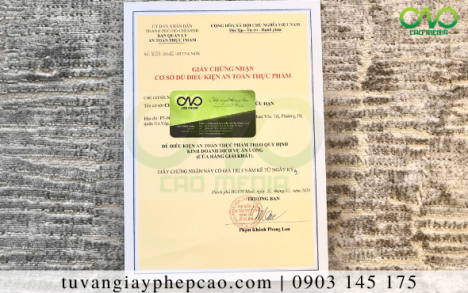 CAO MEDIA
ỦY BAN NHÂN DÂN
THÀNH PHỐ HỒ CHÍ MINH
BAN QUẢN LÝ
AN TOÀN THỰC PHẨM
CỘNG HÒA XÃ HỘI CHỦ NGHĨA VIỆT NAM
Độc lập - Tự do - Hạnh phúc
GIẤY CHỨNG NHẬN
CƠ SỞ ĐỦ ĐIỀU KIỆN AN TOÀN THỰC PHẨM
ĐỦ ĐIỀU KIỆN AN TOÀN THỰC PHẨM THEO QUY ĐỊNH
KINH DOANH DỊCH VỤ ĂN UỐNG
(CỬA HÀNG GIẢI KHÁT)
GIẤY CHỨNG NHẬN NÀY CÓ GIÁ TRỊ 3 NĂM KỂ TỪ NGÀY KÝ
CAO MEDIA
TRƯỞNG BAN
Phạm Khánh Phong Lan
tuvangiayphepcao.com | 0903 145 175